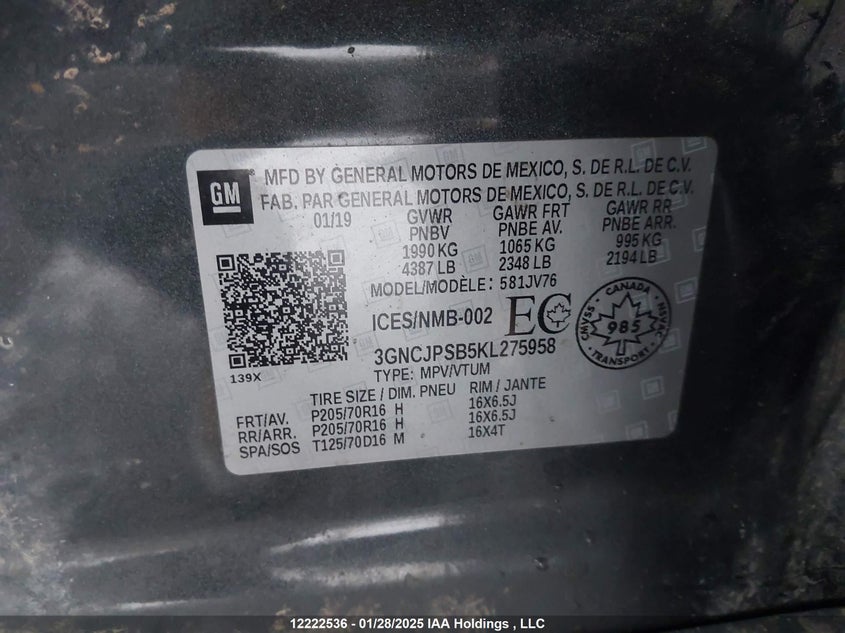 GM
MFD BY GENERAL MOTORS DE MEXICO, S. DE R.L. DE C.V.
FAB. PAR GENERAL MOTORS DE MEXICO, S. DE R.L. DE C.V.
01/19 GVWR GAWR FRT GAWR RR
PNBV PNBE AV. PNBE ARR.
1990 KG 1065 KG 995 KG
4387 LB 2348 LB 2194 LB
MODEL/MODÈLE: 581JV76
ICES/NMB-002 EC
CANADA
CMVSS 985 NSVAC
TRANSPORT
3GNCJPSB5KL275958
139X
TYPE: MPV/VTUM
TIRE SIZE / DIM. PNEU RIM / JANTE
FRT/AV. P205/70R16 H 16X6.5J
RR/ARR. P205/70R16 H 16X6.5J
SPA/SOS T125/70D16 M 16X4T
12222536 - 01/28/2025 IAA Holdings , LLC